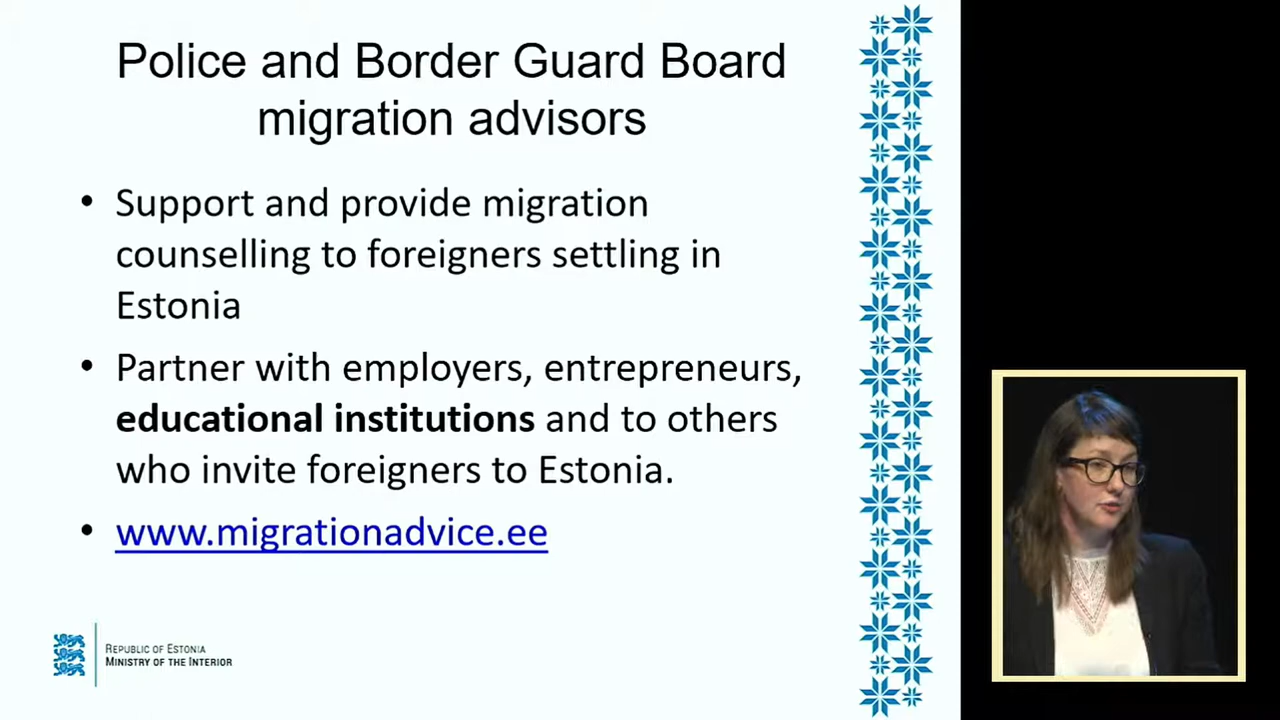 Police and Border Guard Board
migration advisors
• Support and provide migration
counselling to foreigners settling in
Estonia
• Partner with employers, entrepreneurs,
educational institutions and to others
who invite foreigners to Estonia.
• www.migrationadvice.ee
REPUBLIC OF ESTONIA
MINISTRY OF THE INTERIOR